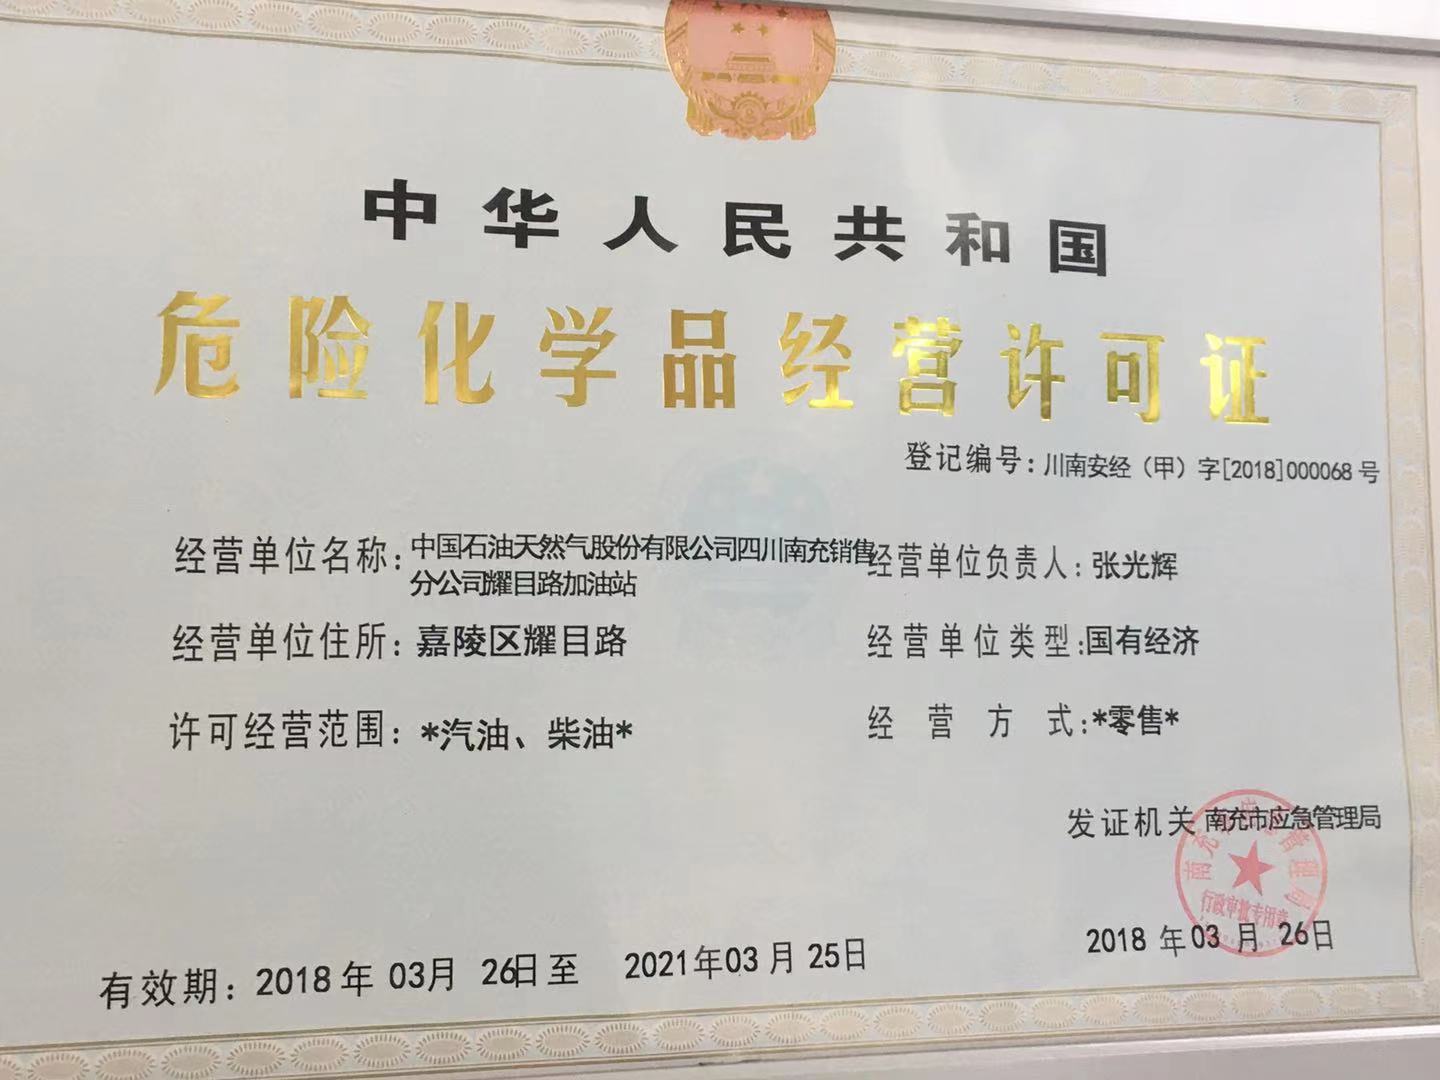 中华人民共和国
危险化学品经营许可证
登记编号：川南安经（甲）字[2018]000068号
经营单位名称：中国石油天然气股份有限公司四川南充销售
分公司耀目路加油站
经营单位负责人：张光辉
经营单位住所：嘉陵区耀目路
经营单位类型：国有经济
许可经营范围：*汽油、柴油*
经营方式：*零售*
发证机关 南充市应急管理局
行政审批专用章
2018年03月26日
有效期：2018年03月26日至 2021年03月25日